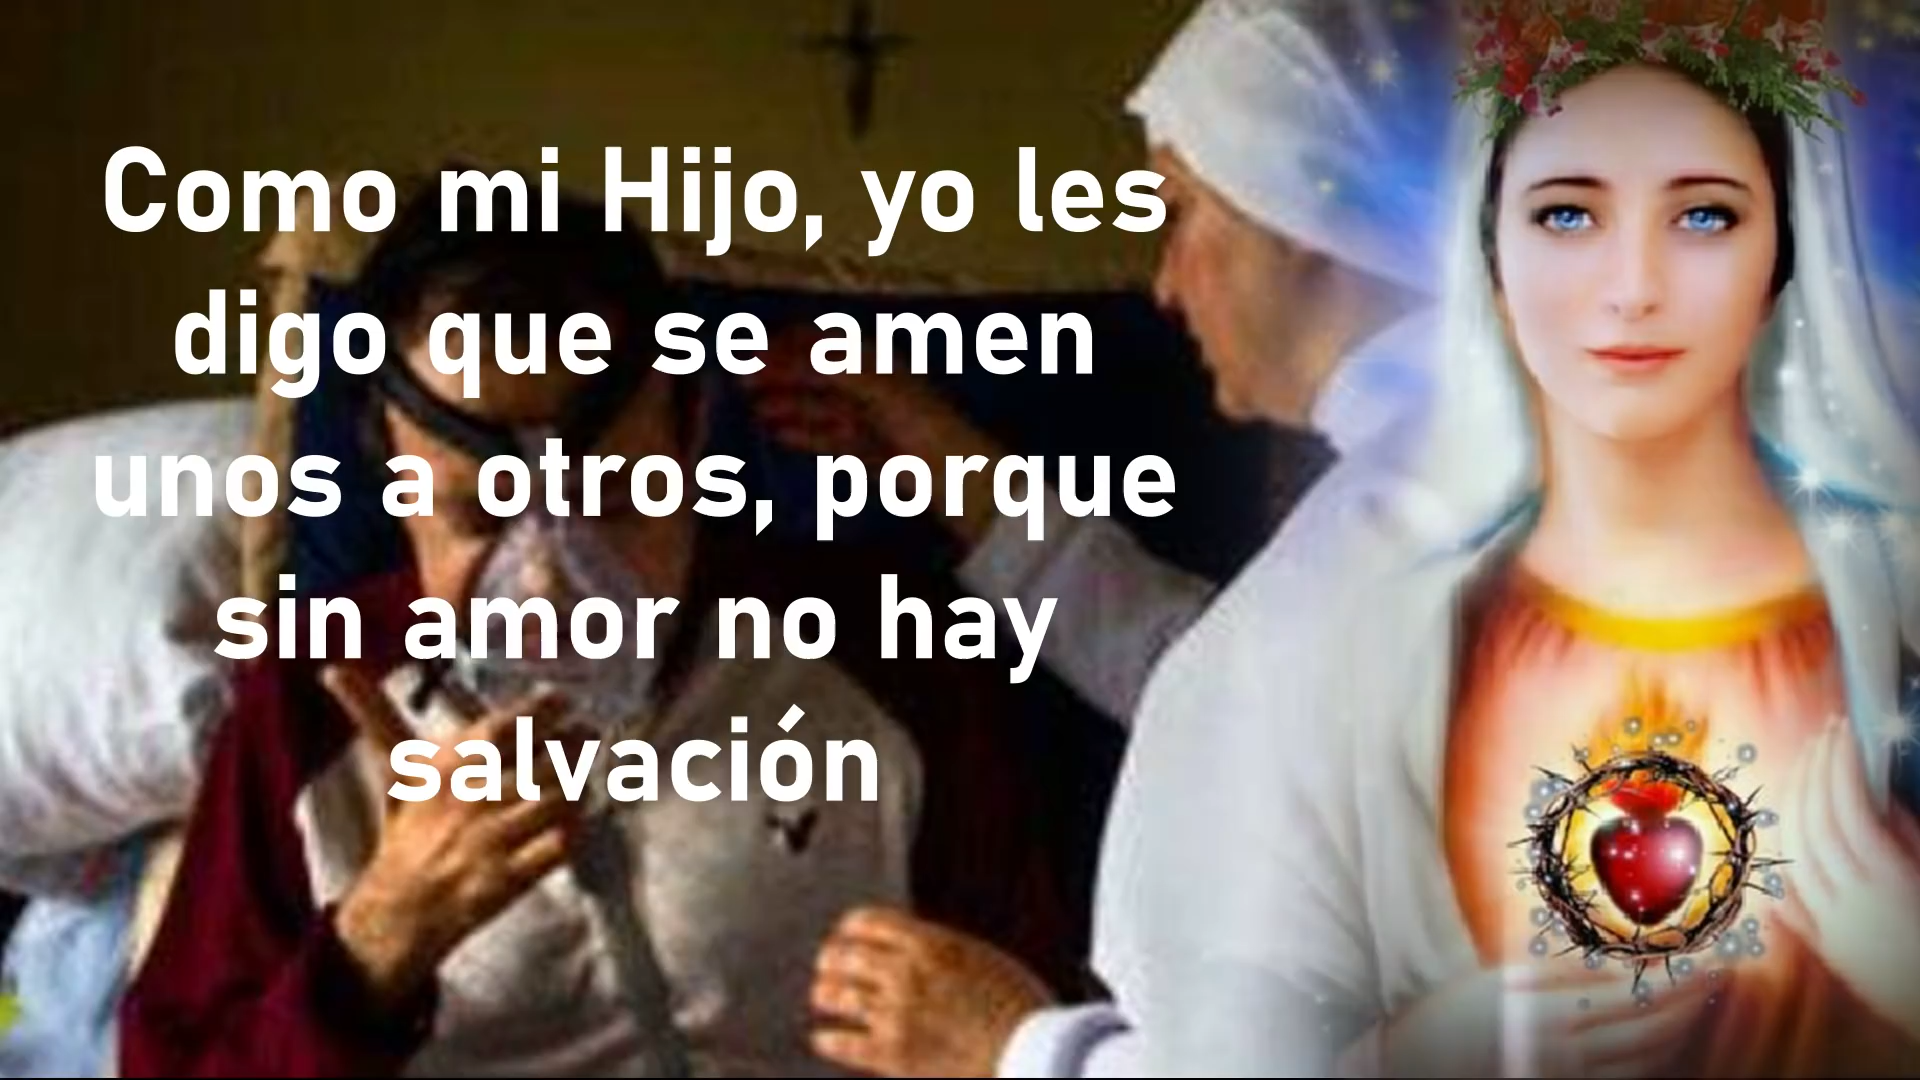 Como mi Hijo, yo les
digo que se amen
unos a otros, porque
sin amor no hay
salvación